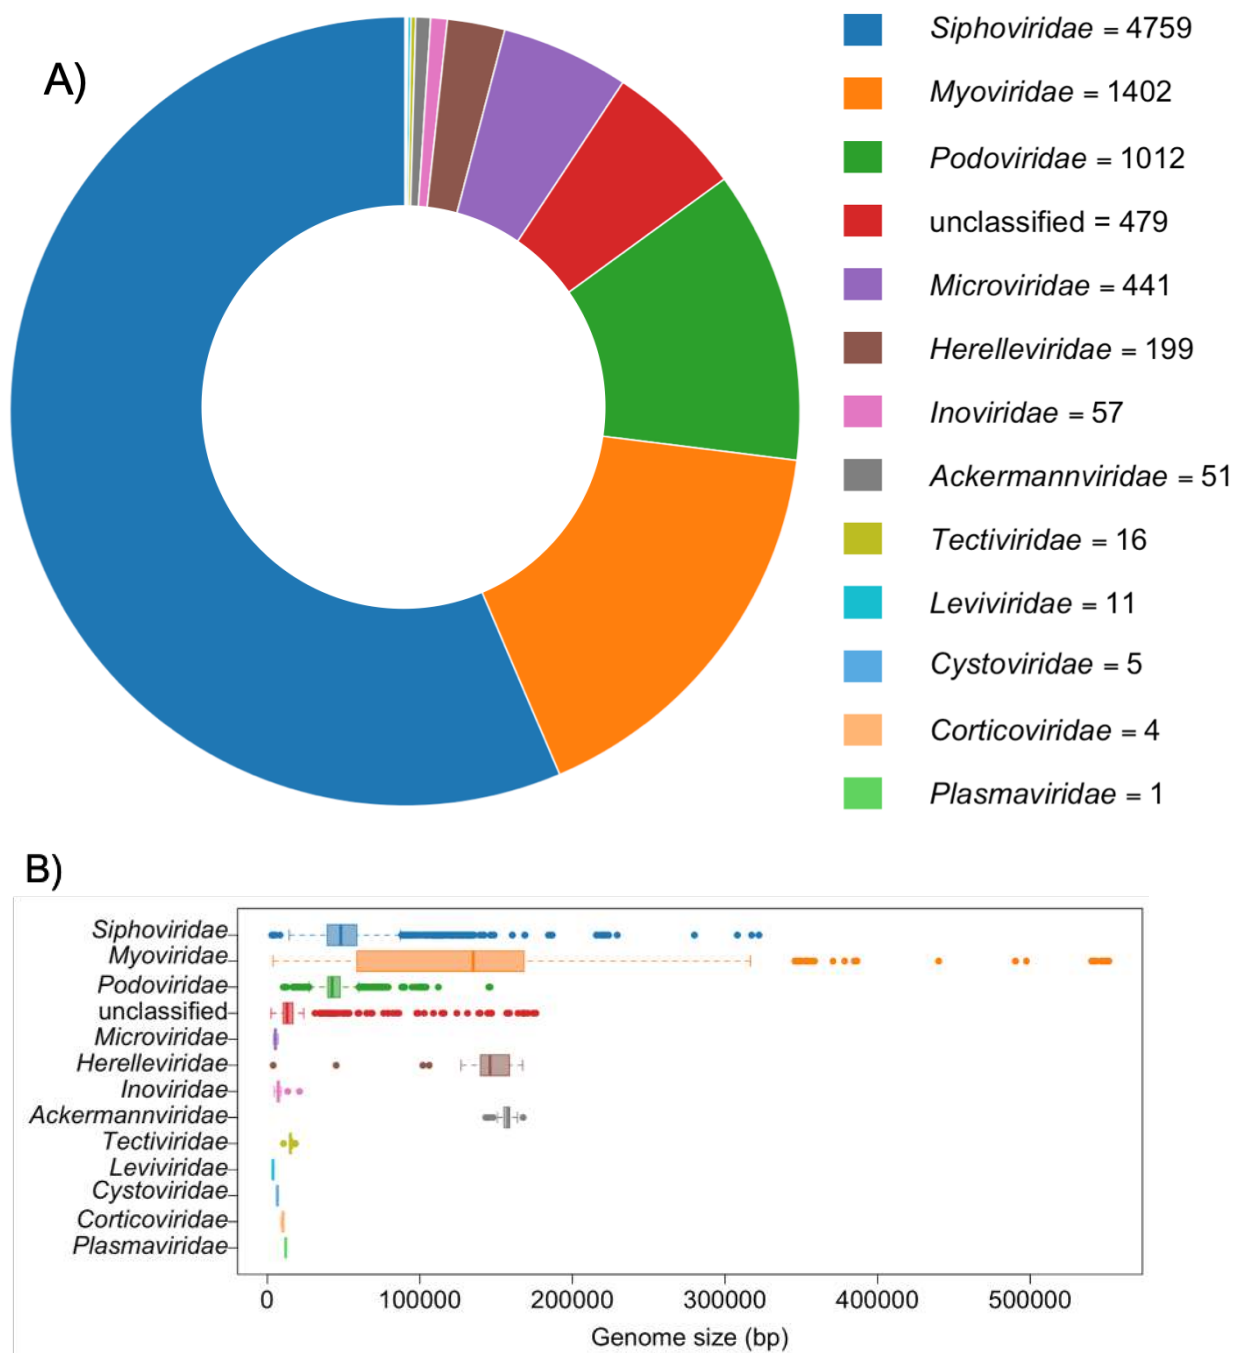 A)
Siphoviridae = 4759
Myoviridae = 1402
Podoviridae = 1012
unclassified = 479
Microviridae = 441
Herelleviridae = 199
Inoviridae = 57
Ackermannviridae = 51
Tectiviridae = 16
Leviviridae = 11
Cystoviridae = 5
Corticoviridae = 4
Plasmaviridae = 1
B)
Siphoviridae
Myoviridae
Podoviridae
unclassified
Microviridae
Herelleviridae
Inoviridae
Ackermannviridae
Tectiviridae
Leviviridae
Cystoviridae
Corticoviridae
Plasmaviridae
0 100000 200000 300000 400000 500000
Genome size (bp)